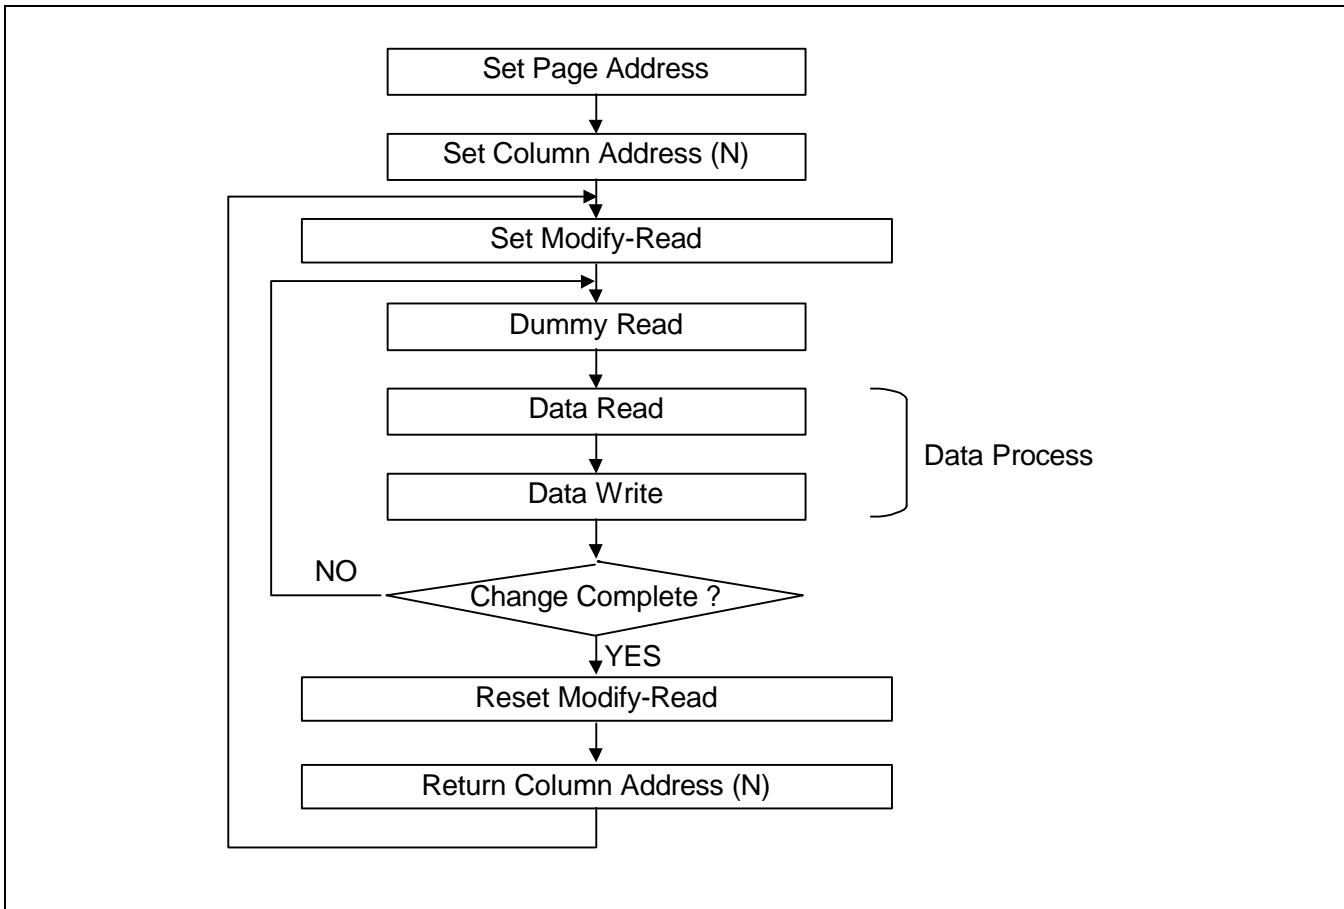 Set Page Address
Set Column Address (N)
Set Modify-Read
Dummy Read
Data Read
Data Process
Data Write
NO
Change Complete ?
YES
Reset Modify-Read
Return Column Address (N)